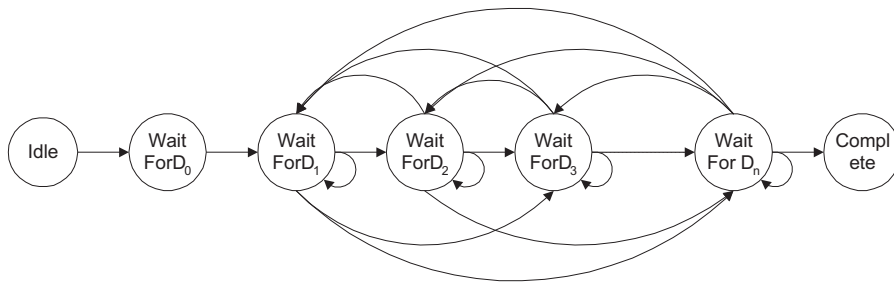 Idle
Wait
ForD₀
Wait
ForD₁
Wait
ForD₂
Wait
ForD₃
Wait
For Dₙ
Compl
ete